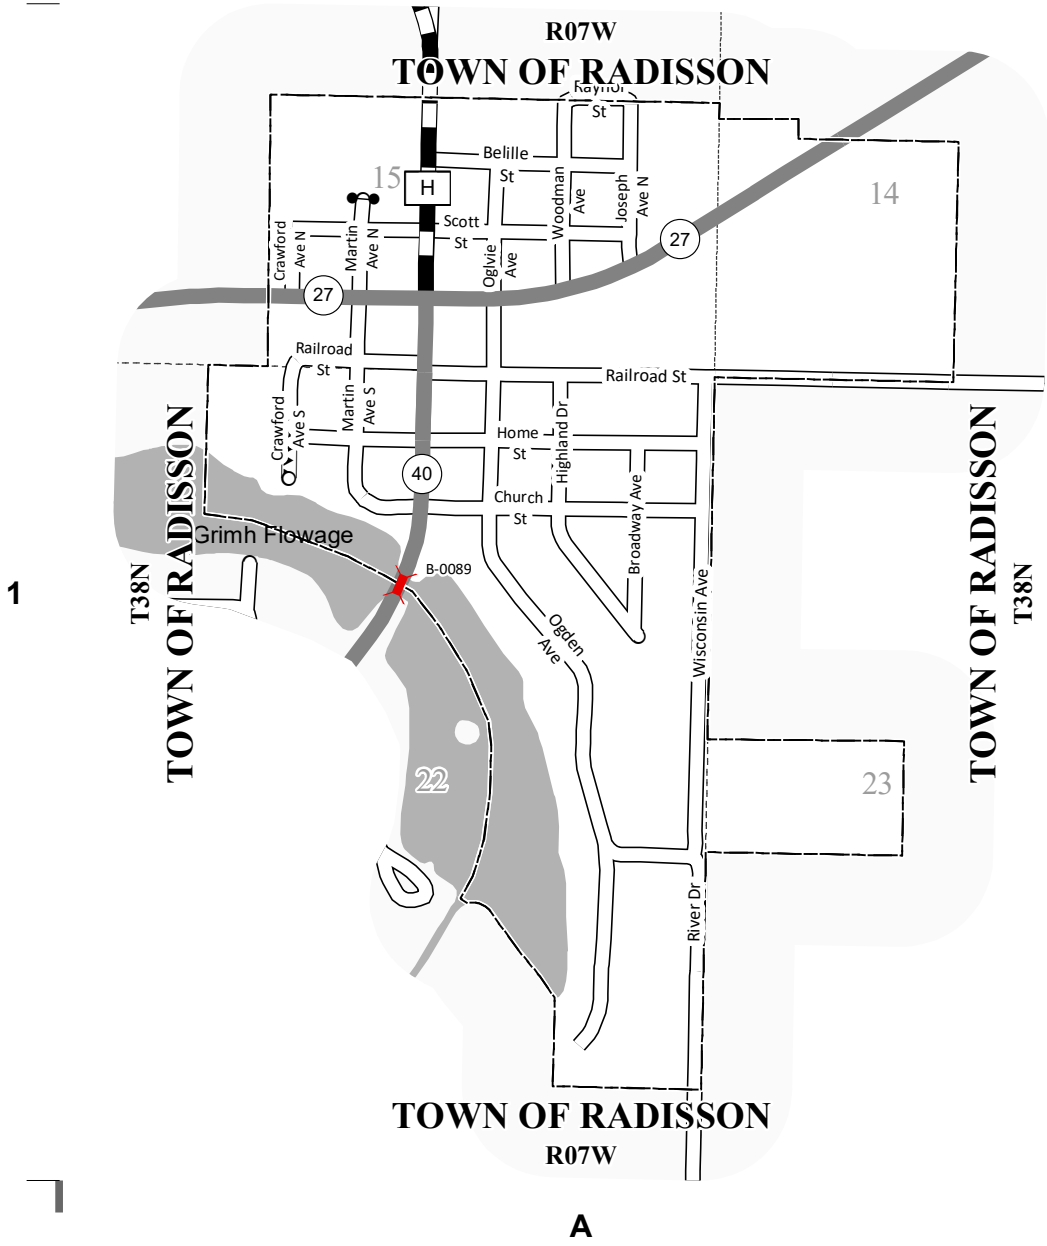 R07W
TOWN OF RADISSON
Raynor
St
Belille
St
15
H
14
Woodman
Ave
Joseph
Ave N
Scott
St
Crawford
Ave N
Martin
Ave N
Oglvie
Ave
27
27
Railroad
St
Railroad St
Martin
Ave S
Crawford
Ave S
Highland Dr
Home
St
40
Church
St
Broadway Ave
Grimh Flowage
B-0089
1
T38N
TOWN OF RADISSON
TOWN OF RADISSON
T38N
Wisconsin Ave
Ogden
Ave
22
23
River Dr
TOWN OF RADISSON
R07W
A